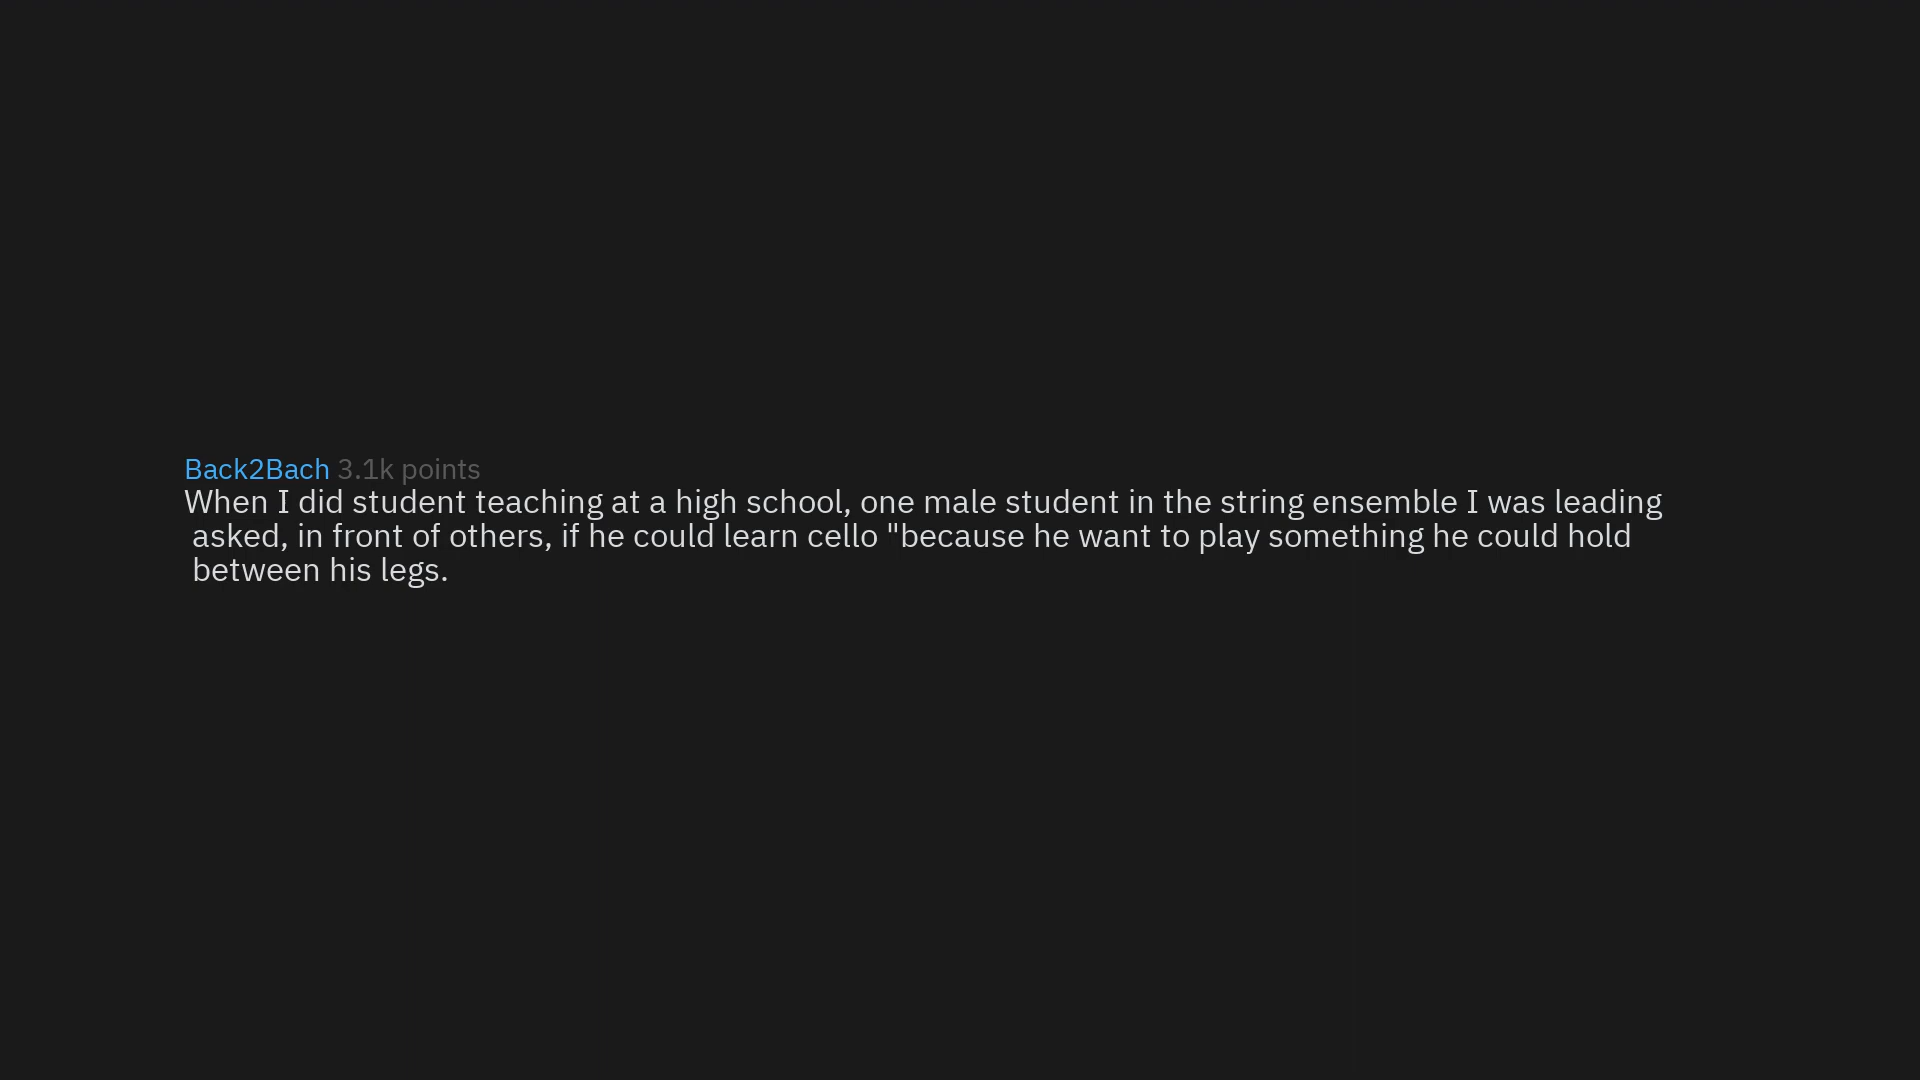 Back2Bach 3.1k points
When I did student teaching at a high school, one male student in the string ensemble I was leading
asked, in front of others, if he could learn cello "because he want to play something he could hold
between his legs.